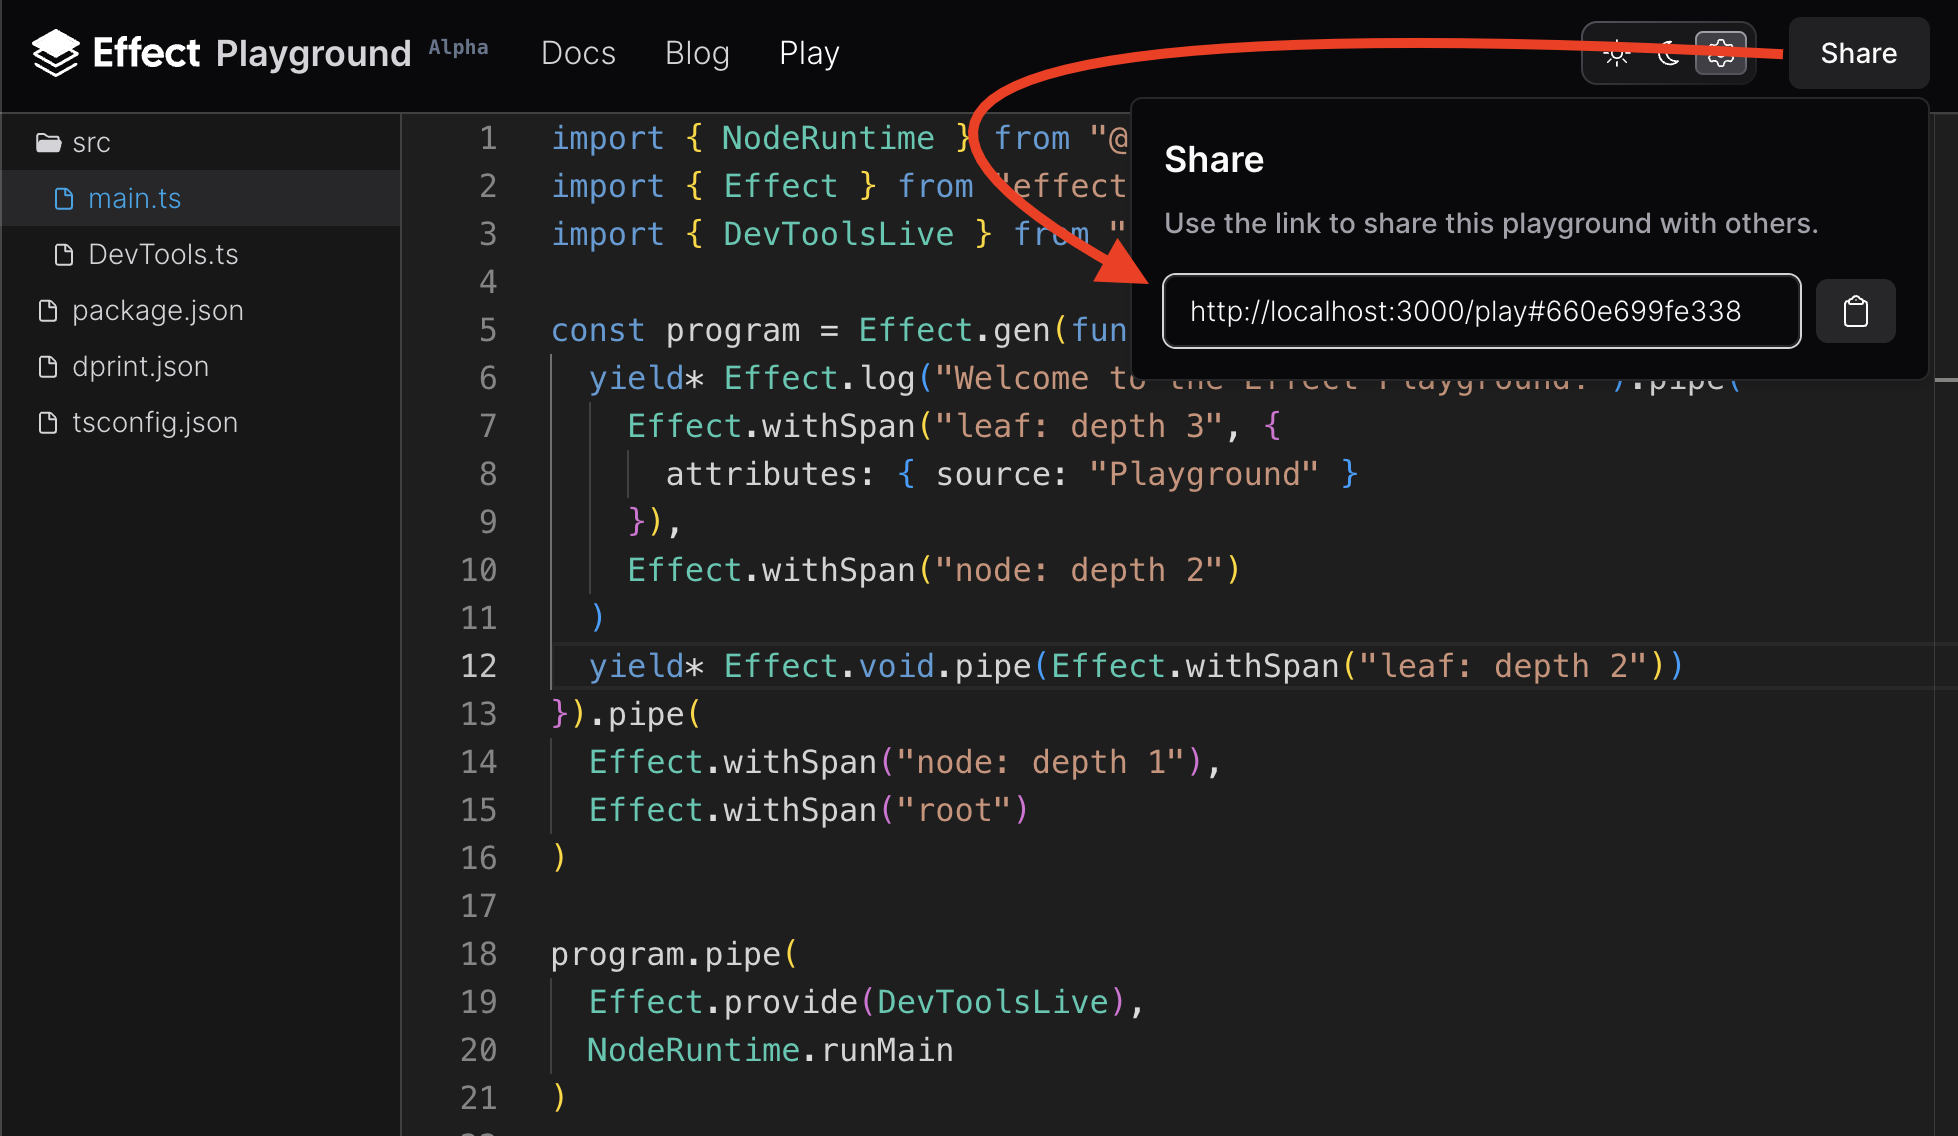 Effect Playground Alpha Docs Blog Play Share
src
main.ts
DevTools.ts
package.json
dprint.json
tsconfig.json
1 import { NodeRuntime } from "@
2 import { Effect } from "effect
3 import { DevToolsLive } from "
4
5 const program = Effect.gen(fun
6 yield* Effect.log("Welcome to the Effect Playground!").pipe(
7 Effect.withSpan("leaf: depth 3", {
8 attributes: { source: "Playground" }
9 }),
10 Effect.withSpan("node: depth 2")
11 )
12 yield* Effect.void.pipe(Effect.withSpan("leaf: depth 2"))
13 }).pipe(
14 Effect.withSpan("node: depth 1"),
15 Effect.withSpan("root")
16 )
17
18 program.pipe(
19 Effect.provide(DevToolsLive),
20 NodeRuntime.runMain
21 )
Share
Use the link to share this playground with others.
http://localhost:3000/play#660e699fe338